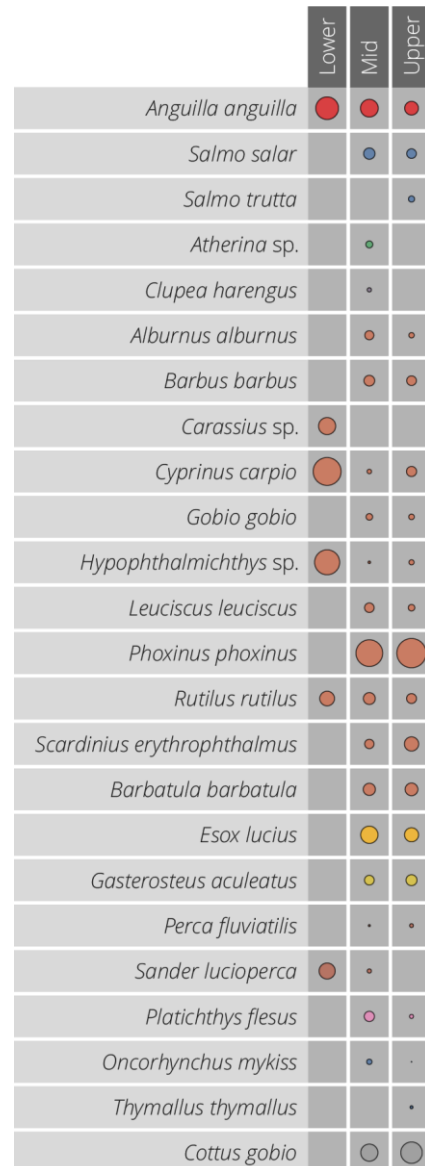 Lower
Mid
Upper
Anguilla anguilla
Salmo salar
Salmo trutta
Atherina sp.
Clupea harengus
Alburnus alburnus
Barbus barbus
Carassius sp.
Cyprinus carpio
Gobio gobio
Hypophthalmichthys sp.
Leuciscus leuciscus
Phoxinus phoxinus
Rutilus rutilus
Scardinius erythrophthalmus
Barbatula barbatula
Esox lucius
Gasterosteus aculeatus
Perca fluviatilis
Sander lucioperca
Platichthys flesus
Oncorhynchus mykiss
Thymallus thymallus
Cottus gobio